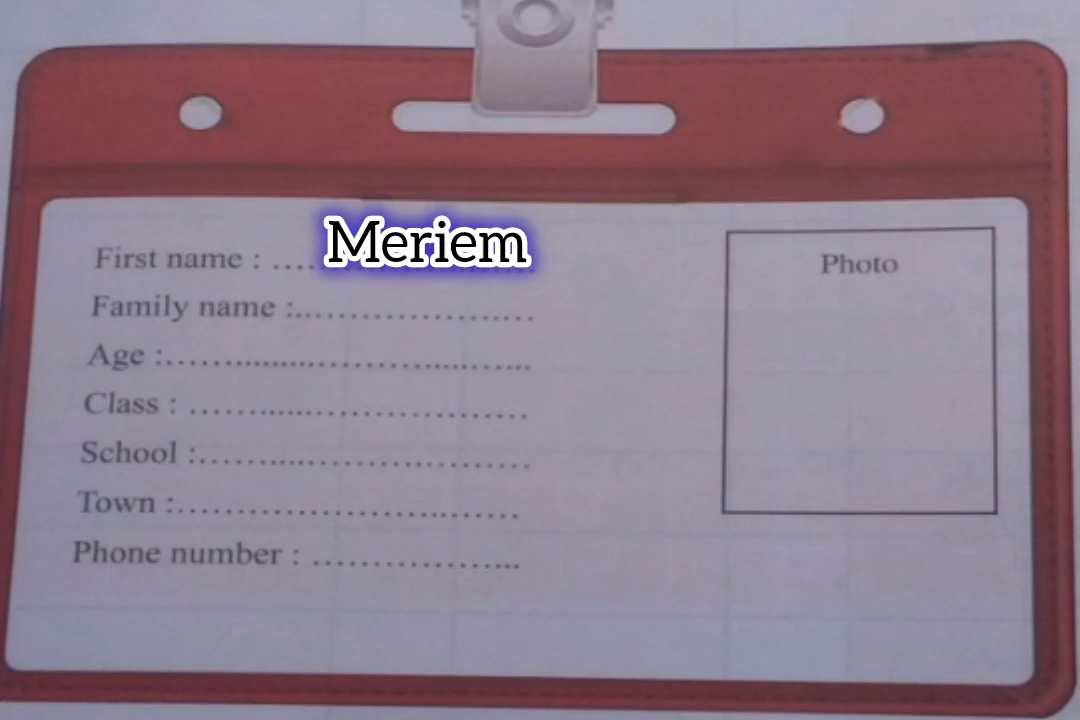 First name : .... Meriem
Family name :..................
Age :..............................
Class : ............................
School :...........................
Town :............................
Phone number : ..................
Photo